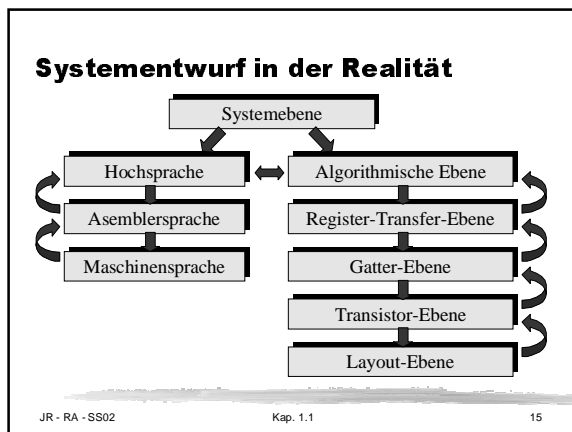 Systementwurf in der Realität
Systemebene
Hochsprache
Algorithmische Ebene
Asemblersprache
Register-Transfer-Ebene
Maschinensprache
Gatter-Ebene
Transistor-Ebene
Layout-Ebene
JR - RA - SS02
Kap. 1.1
15